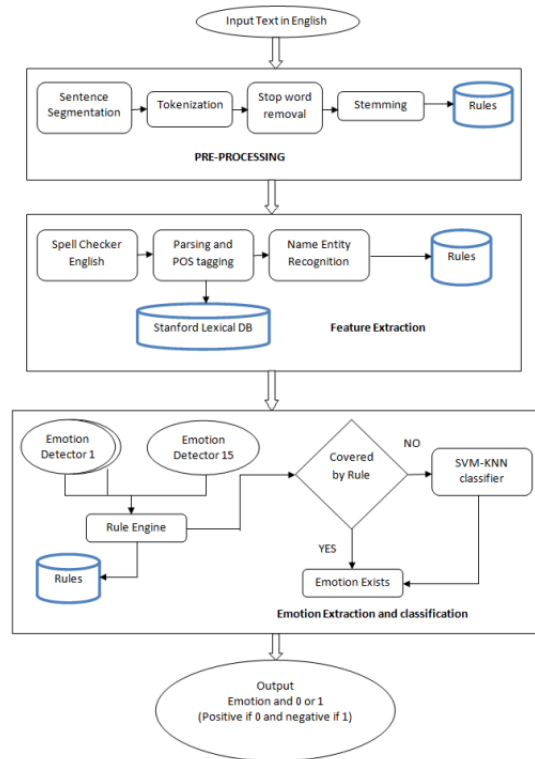 Input Text in English
Sentence
Segmentation
Tokenization
Stop word
removal
Stemming
Rules
PRE-PROCESSING
Spell Checker
English
Parsing and
POS tagging
Name Entity
Recognition
Rules
Stanford Lexical DB
Feature Extraction
Emotion
Detector 1
Emotion
Detector 15
Covered
by Rule
NO
SVM-KNN
classifier
Rule Engine
YES
Rules
Emotion Exists
Emotion Extraction and classification
Output
Emotion and 0 or 1
(Positive if 0 and negative if 1)